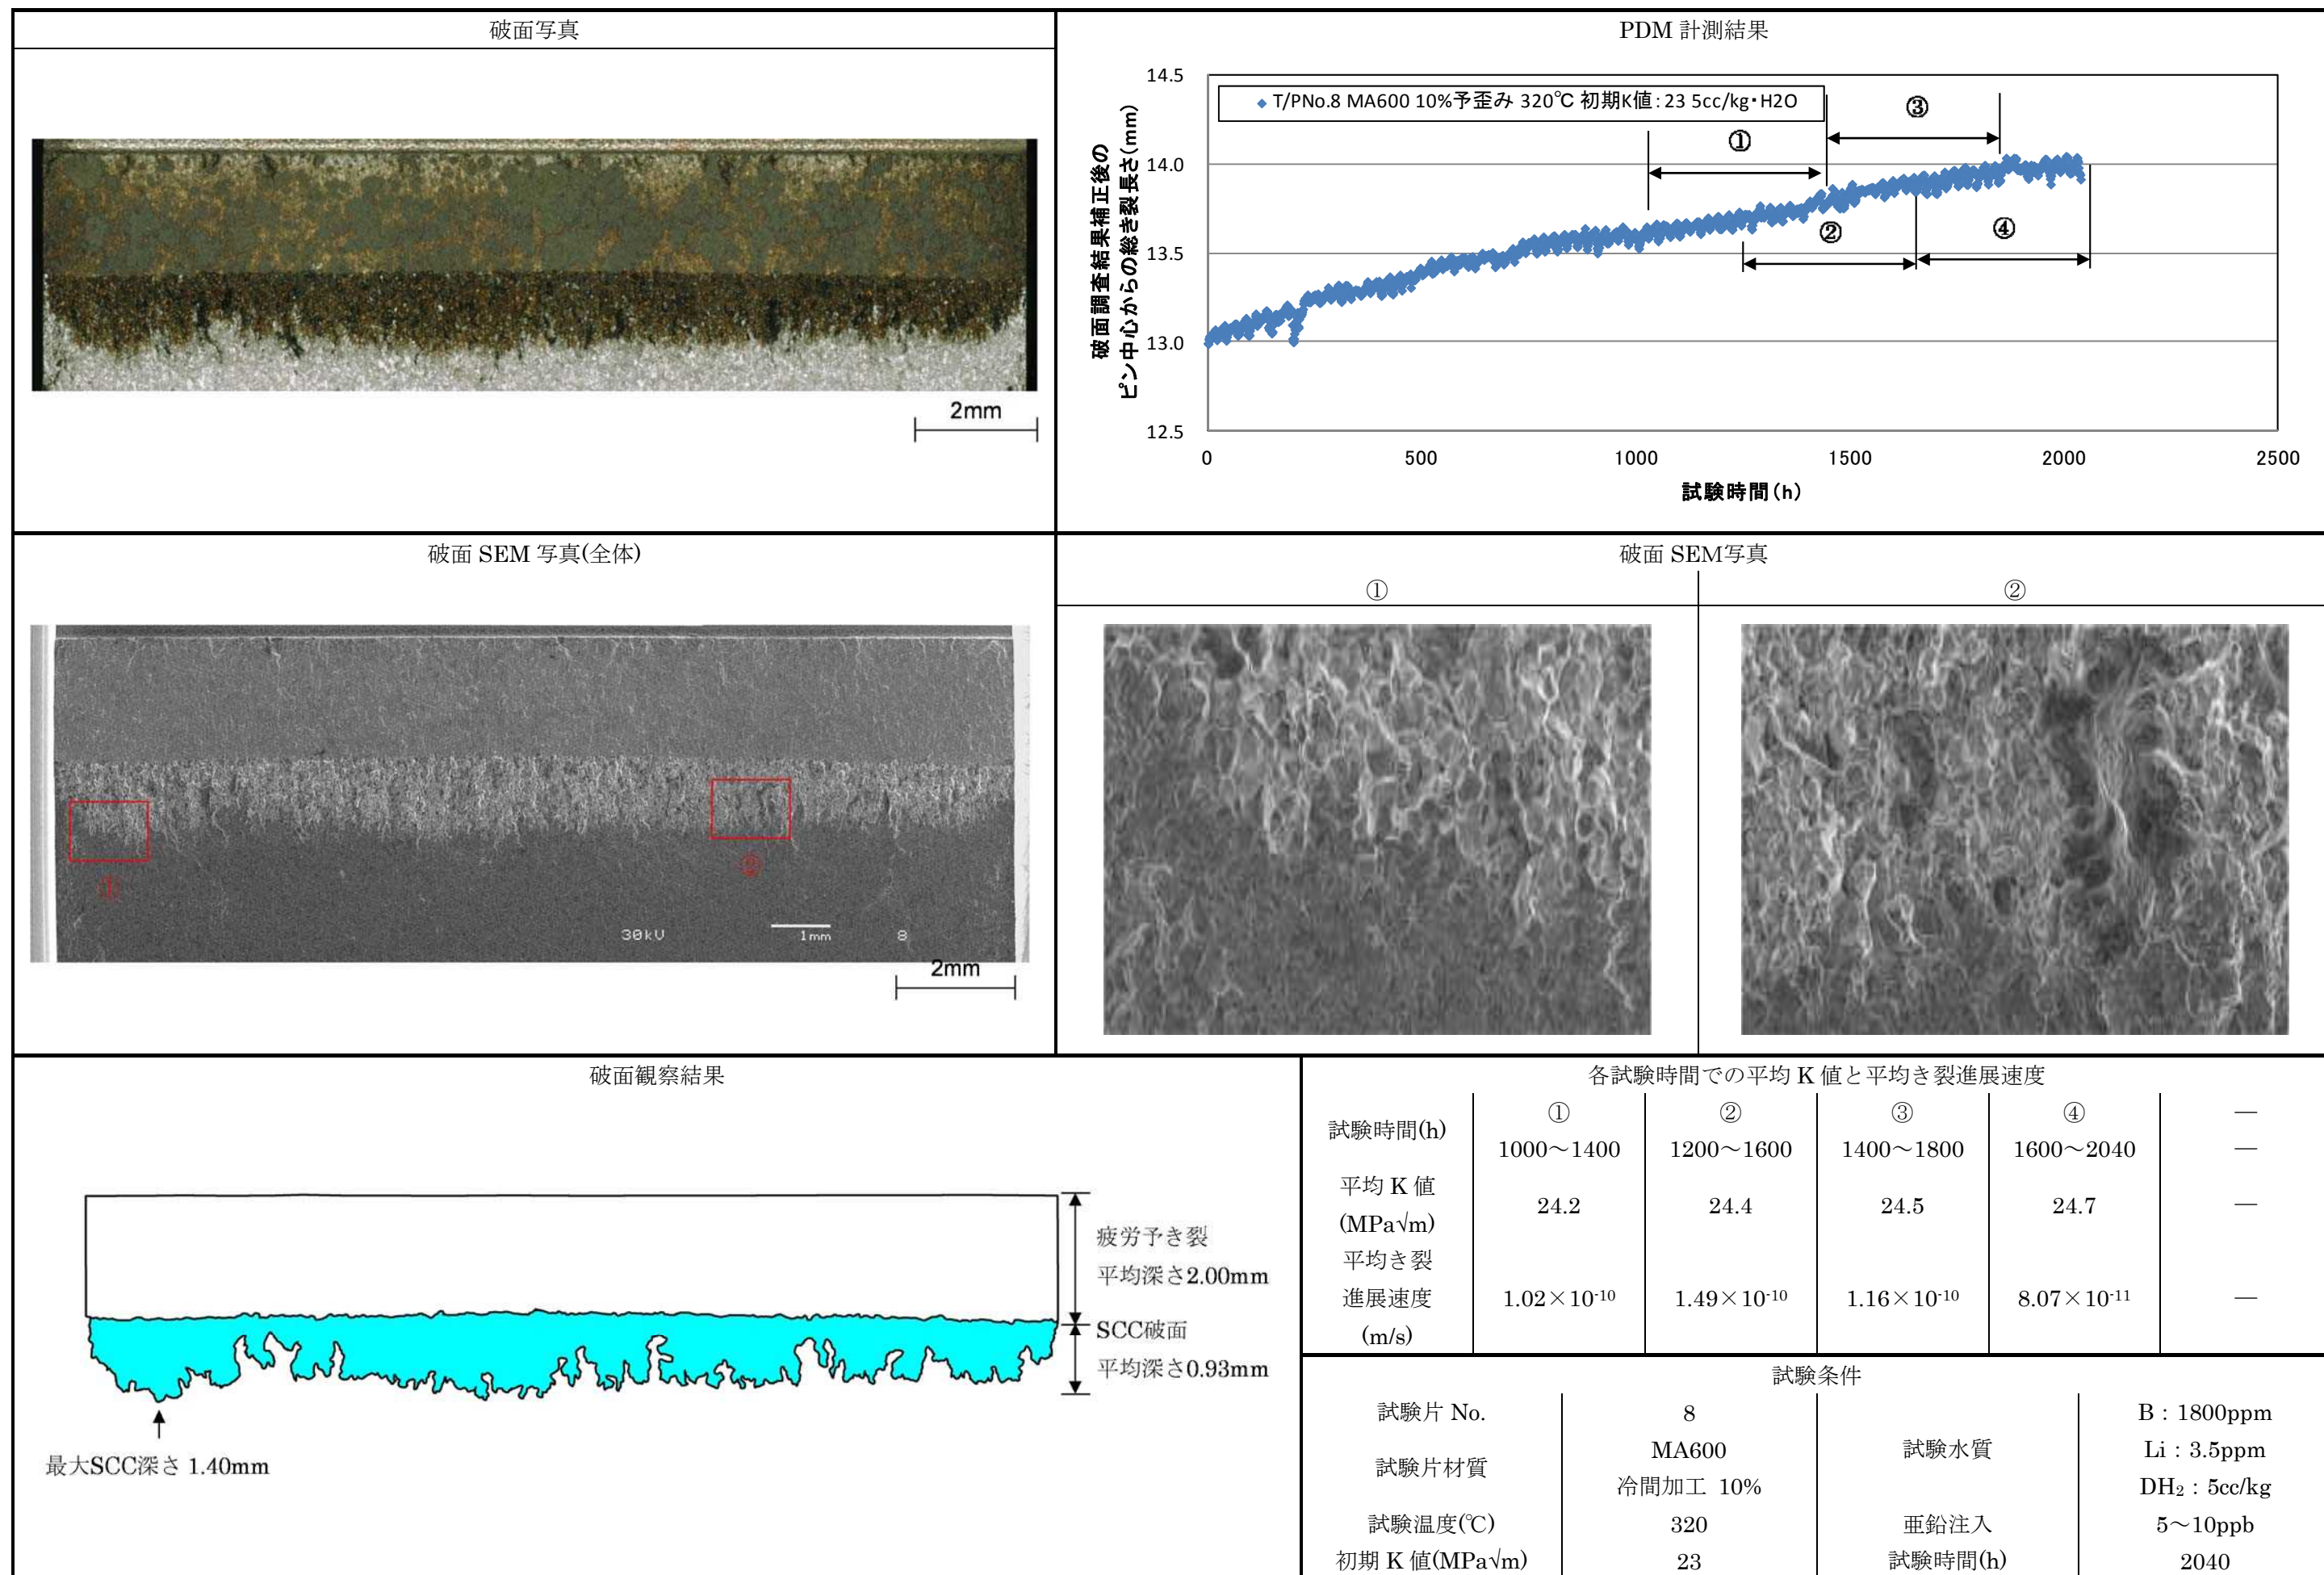 破面写真
PDM 計測結果
2mm
破面調査結果補正後の
ピン中心からの総き裂長さ(mm)
14.5
14.0
13.5
13.0
12.5
T/PNo.8 MA600 10%予歪み 320℃ 初期K値:23 5cc/kg・H2O
①
③
②
④
0
500
1000
1500
2000
2500
試験時間(h)
破面 SEM 写真(全体)
①
②
30kV
1mm
8
2mm
破面 SEM写真
①
②
破面観察結果
疲労予き裂
平均深さ2.00mm
SCC破面
平均深さ0.93mm
最大SCC深さ 1.40mm
各試験時間での平均 K 値と平均き裂進展速度
試験時間(h)
①
②
③
④
—
1000~1400
1200~1600
1400~1800
1600~2040
—
平均 K 値
(MPa√m)
24.2
24.4
24.5
24.7
—
平均き裂
進展速度
(m/s)
1.02×10-10
1.49×10-10
1.16×10-10
8.07×10-11
—
試験条件
試験片 No.
8
試験片材質
MA600
冷間加工 10%
試験水質
B:1800ppm
Li:3.5ppm
DH2:5cc/kg
試験温度(℃)
320
亜鉛注入
5~10ppb
初期 K 値(MPa√m)
23
試験時間(h)
2040